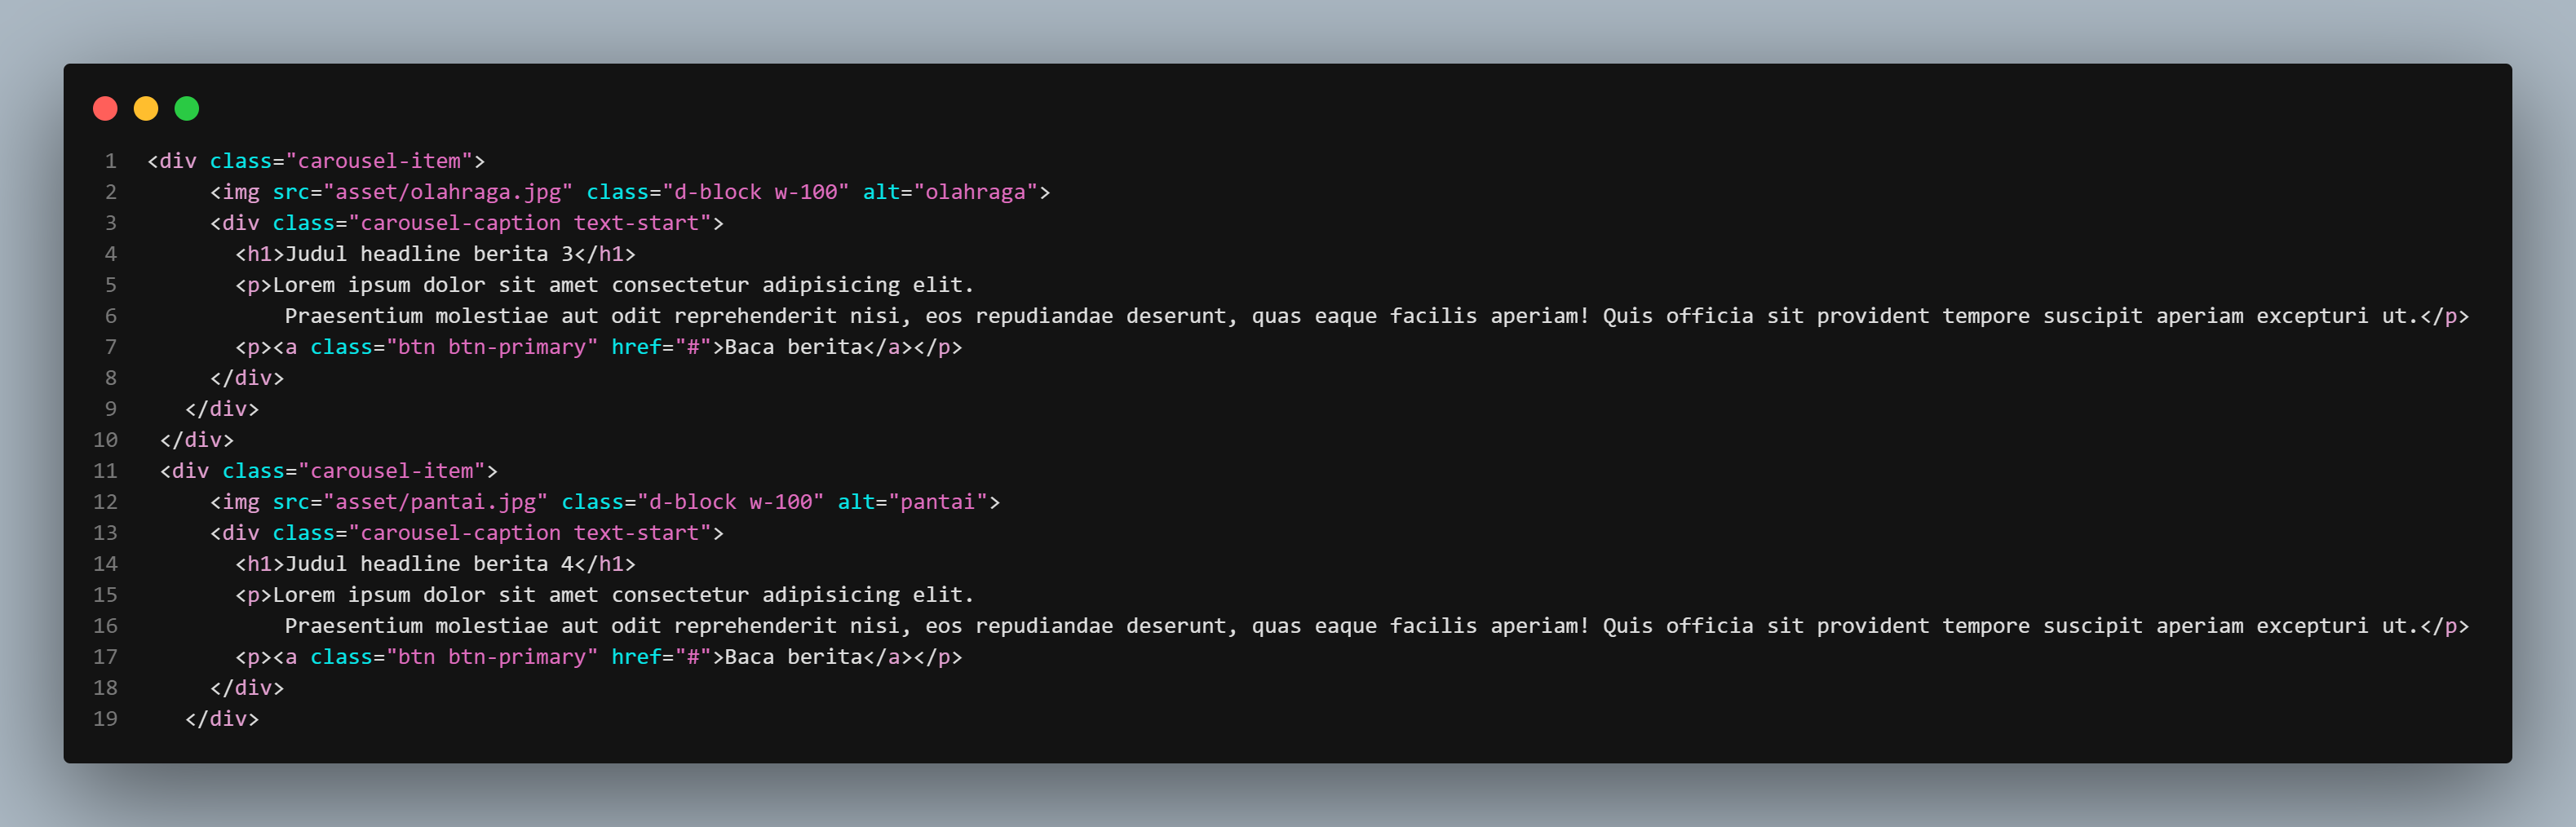 1 <div class="carousel-item">
2 <img src="asset/olahraga.jpg" class="d-block w-100" alt="olahraga">
3 <div class="carousel-caption text-start">
4 <h1>Judul headline berita 3</h1>
5 <p>Lorem ipsum dolor sit amet consectetur adipisicing elit.
6 Praesentium molestiae aut odit reprehenderit nisi, eos repudiandae deserunt, quas eaque facilis aperiam! Quis officia sit provident tempore suscipit aperiam excepturi ut.</p>
7 <p><a class="btn btn-primary" href="#">Baca berita</a></p>
8 </div>
9 </div>
10 </div>
11 <div class="carousel-item">
12 <img src="asset/pantai.jpg" class="d-block w-100" alt="pantai">
13 <div class="carousel-caption text-start">
14 <h1>Judul headline berita 4</h1>
15 <p>Lorem ipsum dolor sit amet consectetur adipisicing elit.
16 Praesentium molestiae aut odit reprehenderit nisi, eos repudiandae deserunt, quas eaque facilis aperiam! Quis officia sit provident tempore suscipit aperiam excepturi ut.</p>
17 <p><a class="btn btn-primary" href="#">Baca berita</a></p>
18 </div>
19 </div>